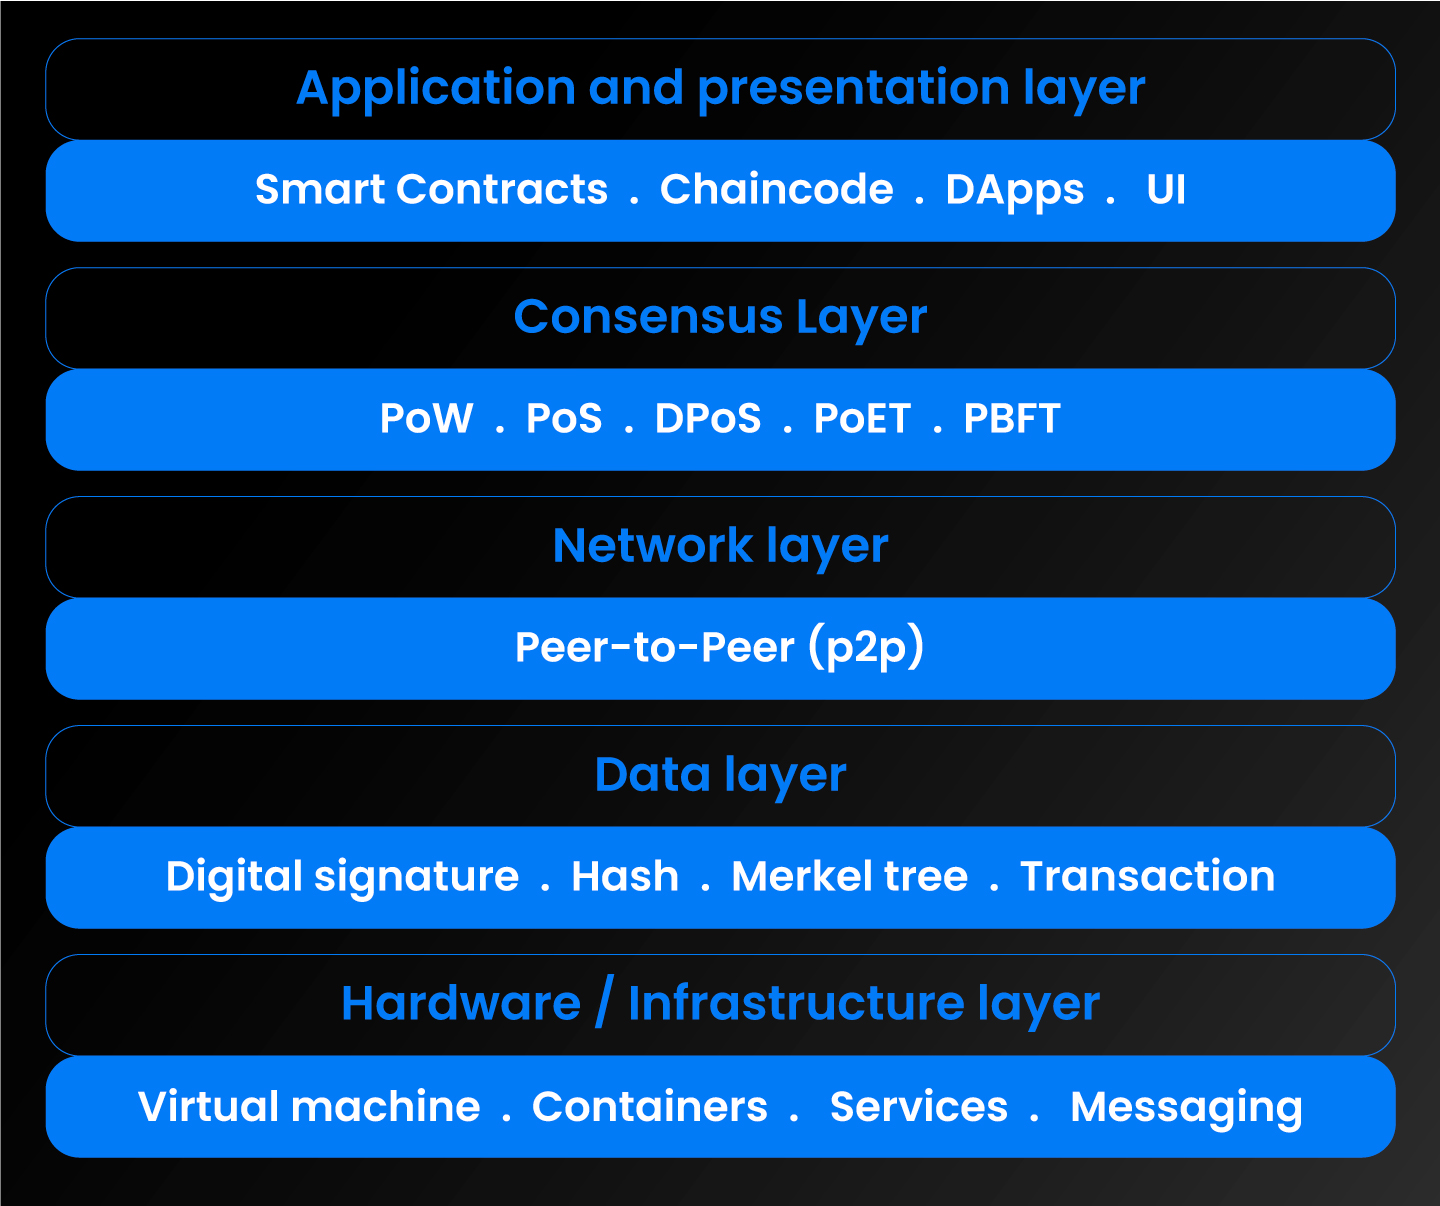 Application and presentation layer
Smart Contracts . Chaincode . DApps . UI
Consensus Layer
PoW . PoS . DPoS . PoET . PBFT
Network layer
Peer-to-Peer (p2p)
Data layer
Digital signature . Hash . Merkel tree . Transaction
Hardware / Infrastructure layer
Virtual machine . Containers . Services . Messaging